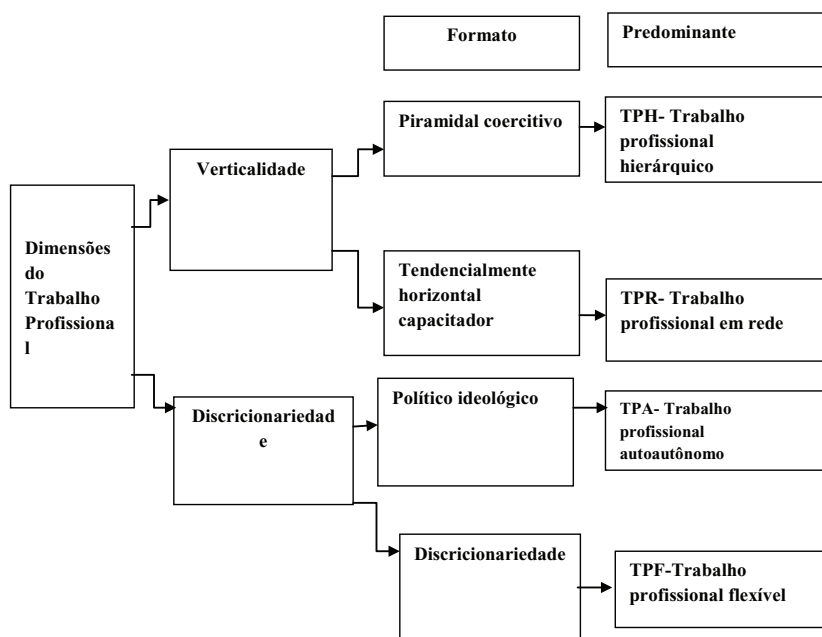 Formato
Predominante
Piramidal coercitivo
TPH- Trabalho
profissional
hierárquico
Verticalidade
Dimensões
do
Trabalho
Profissiona
l
Tendencialmente
horizontal
capacitador
TPR- Trabalho
profissional em rede
Discricionariedad
e
Político ideológico
TPA- Trabalho
profissional
autoautônomo
Discricionariedade
TPF-Trabalho
profissional flexível